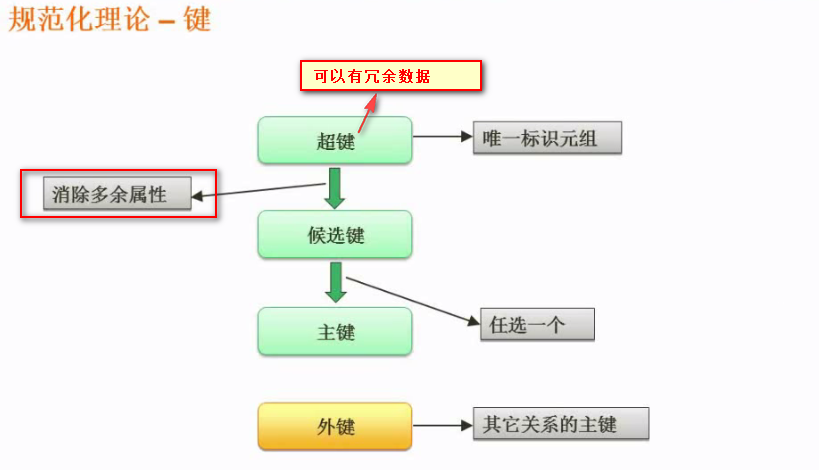 规范化理论 – 键
可以有冗余数据
超键
唯一标识元组
消除多余属性
候选键
主键
任选一个
外键
其它关系的主键